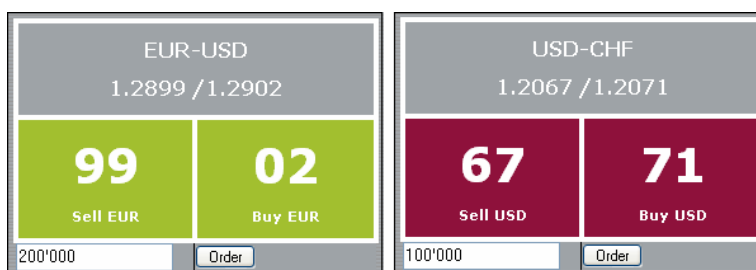 EUR-USD
1.2899 /1.2902
99
02
Sell EUR
Buy EUR
200'000
Order
USD-CHF
1.2067 /1.2071
67
71
Sell USD
Buy USD
100'000
Order